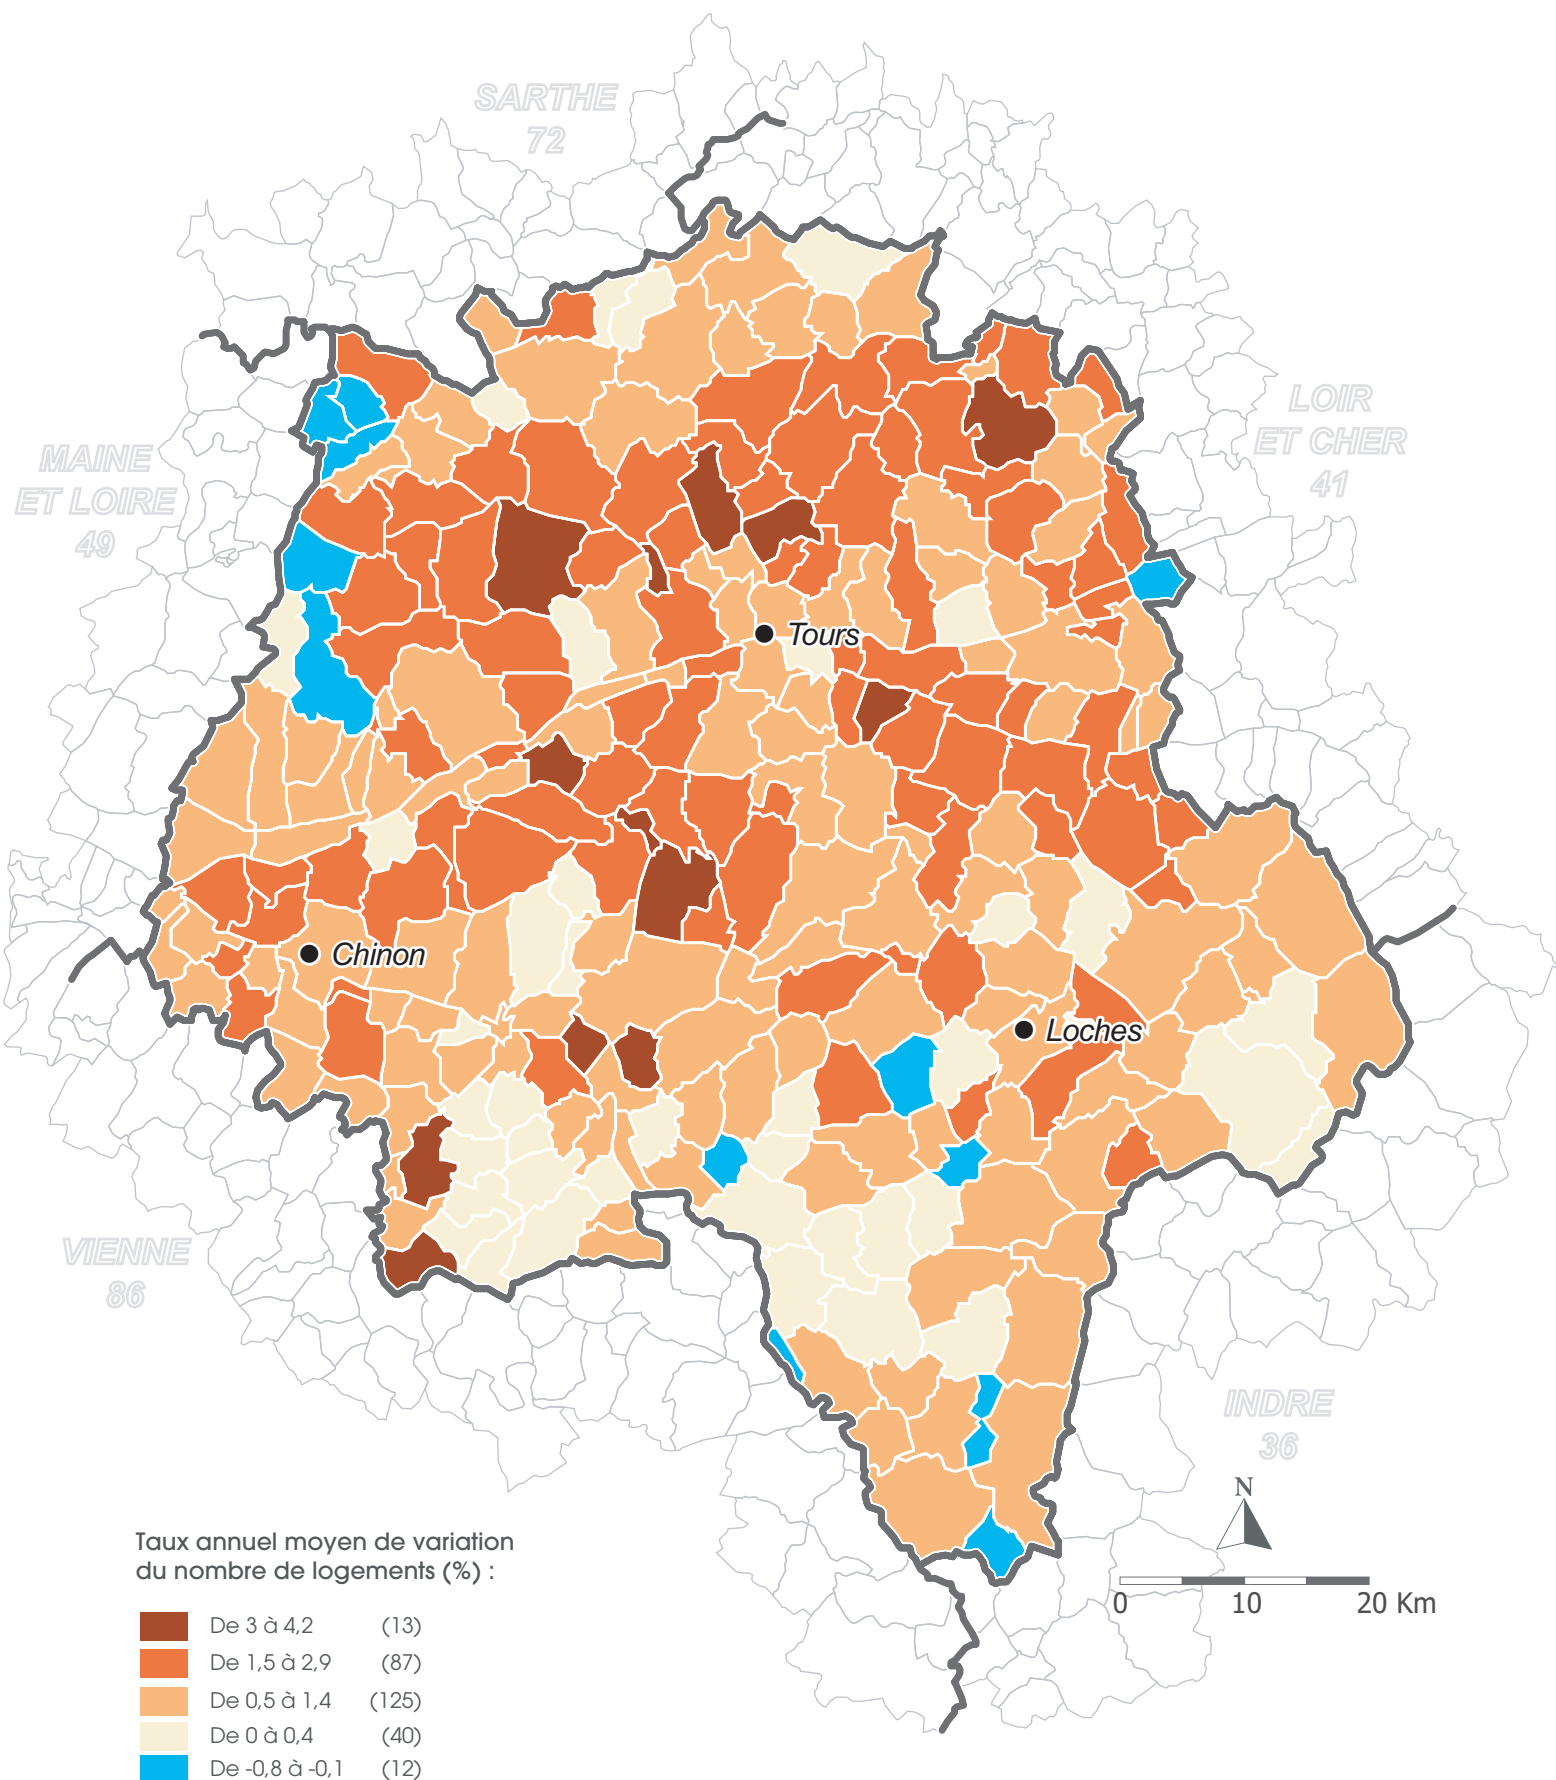 SARTHE
72
LOIR
ET CHER
41
MAINE
ET LOIRE
49
Tours
Chinon
Loches
VIENNE
86
INDRE
36
N
0 10 20 Km
Taux annuel moyen de variation
du nombre de logements (%) :
De 3 à 4,2 (13)
De 1,5 à 2,9 (87)
De 0,5 à 1,4 (125)
De 0 à 0,4 (40)
De -0,8 à -0,1 (12)